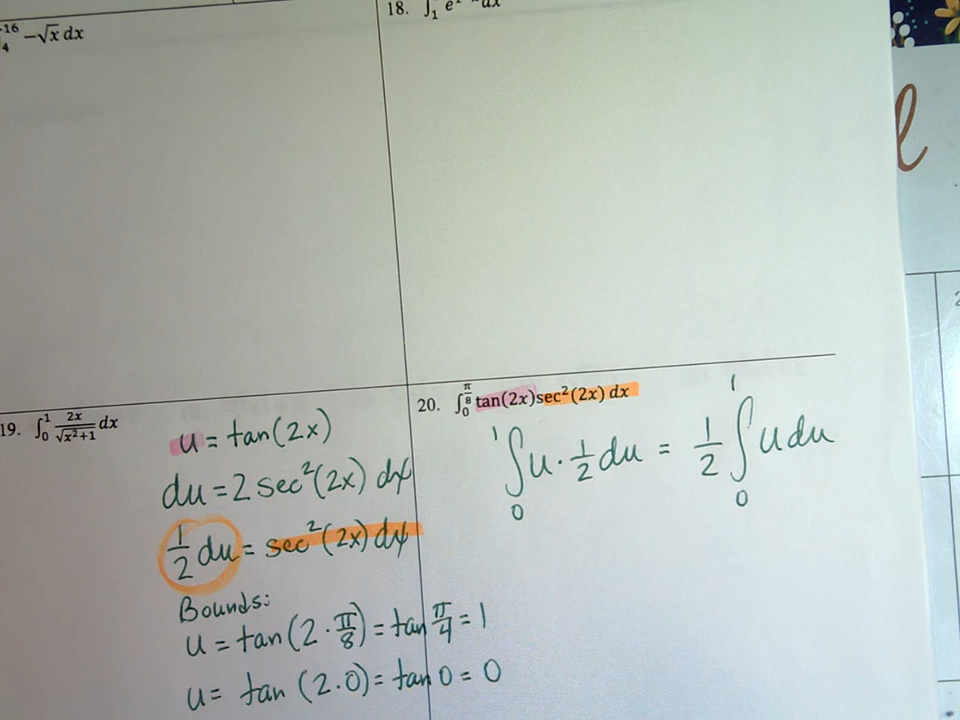 ∫₄¹⁶ −√x dx
18. ∫₁
19. ∫₀¹ 2x/√(x²+1) dx
u = tan(2x)
du = 2 sec²(2x) dx
½ du = sec²(2x) dx
Bounds:
u = tan(2·π/8) = tan π/4 = 1
u = tan (2·0) = tan 0 = 0
20. ∫₀^(π/8) tan(2x)sec²(2x) dx
∫₀¹ u·½ du = ½ ∫₀¹ u du
l